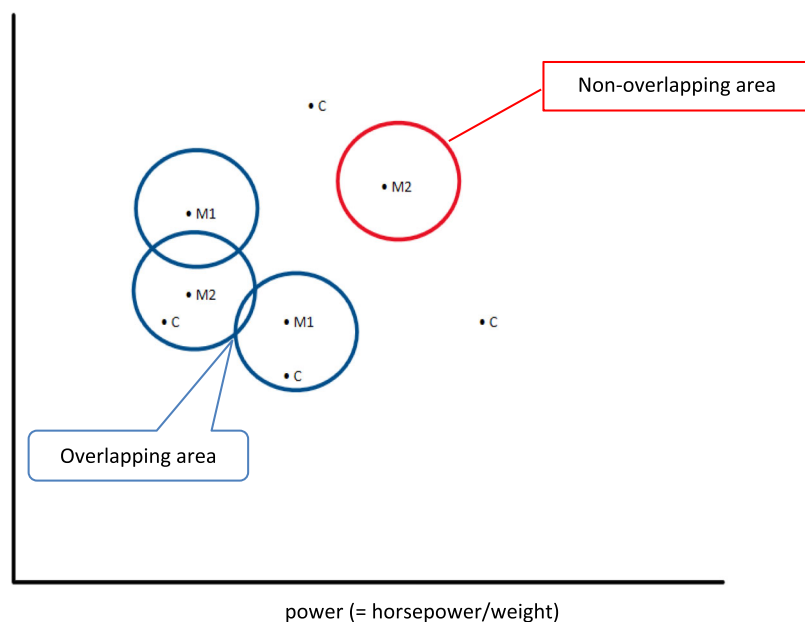 Non-overlapping area
C
M2
M1
M2
C
M1
C
C
Overlapping area
power (= horsepower/weight)